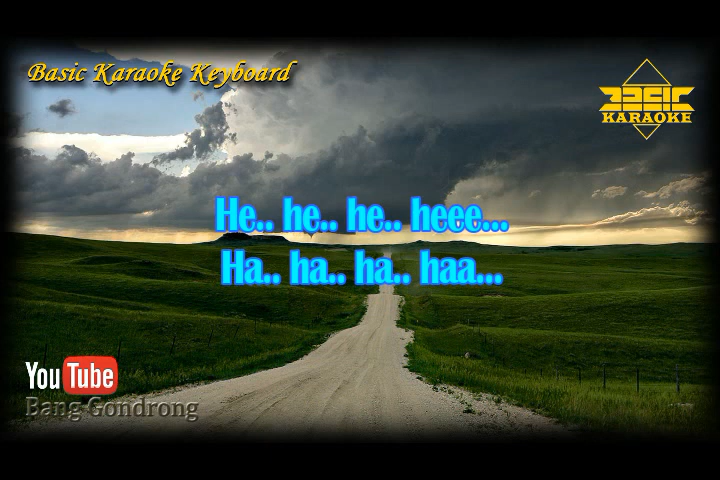 Basic Karaoke Keyboard
BASIC
KARAOKE
He.. he.. he.. heee...
Ha.. ha.. ha.. haa...
YouTube
Bang Gondrong